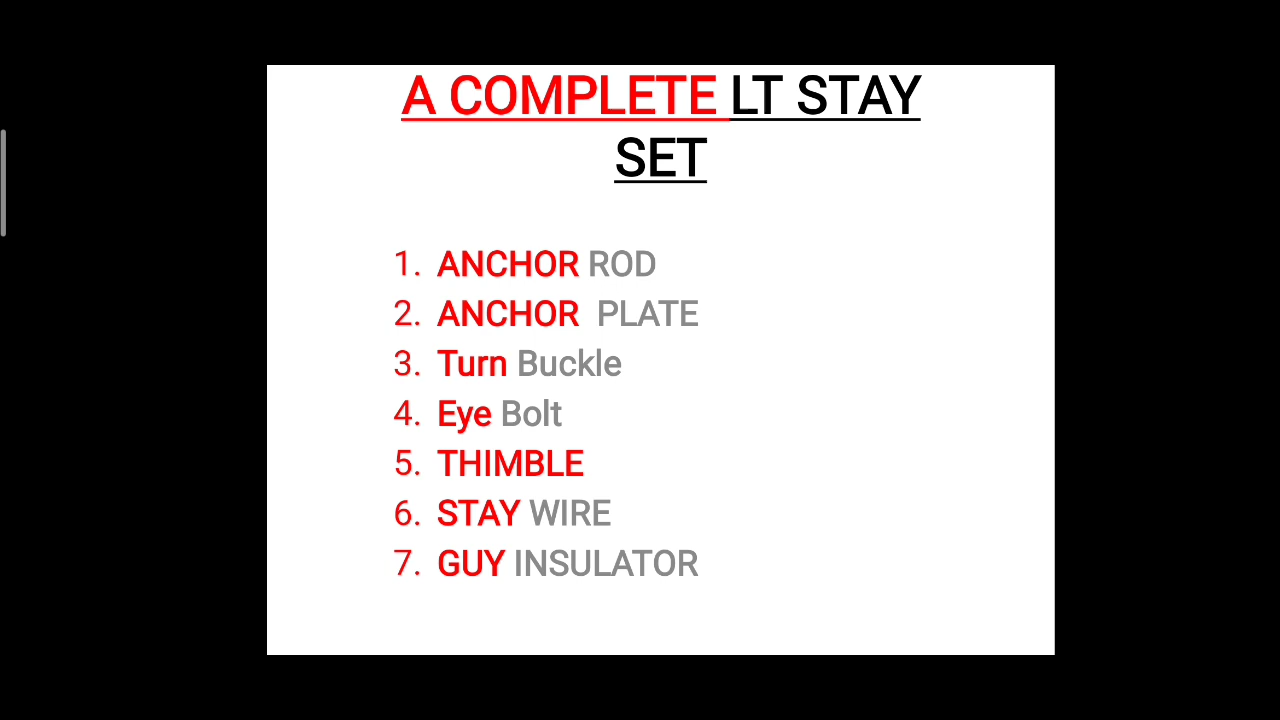 A COMPLETE LT STAY
SET
1. ANCHOR ROD
2. ANCHOR  PLATE
3. Turn Buckle
4. Eye Bolt
5. THIMBLE
6. STAY WIRE
7. GUY INSULATOR